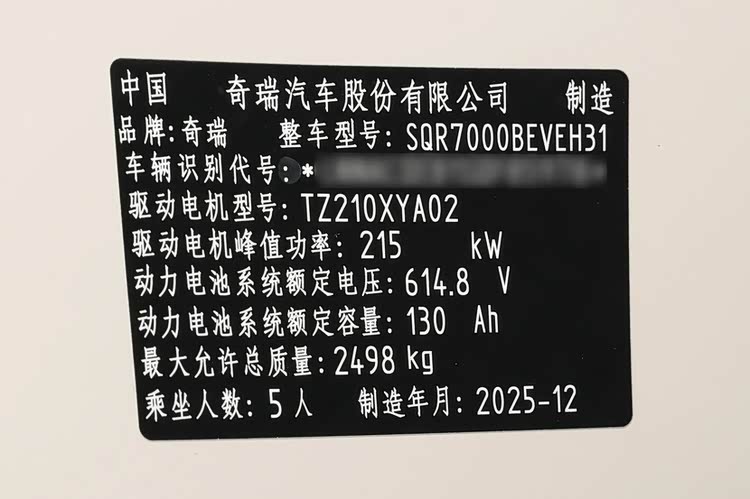 中国 奇瑞汽车股份有限公司 制造
品牌:奇瑞 整车型号: SQR7000BEVEH31
车辆识别代号:*
驱动电机型号: TZ210XYA02
驱动电机峰值功率: 215 kW
动力电池系统额定电压: 614.8 V
动力电池系统额定容量: 130 Ah
最大允许总质量: 2498 kg
乘坐人数: 5 人 制造年月: 2025-12